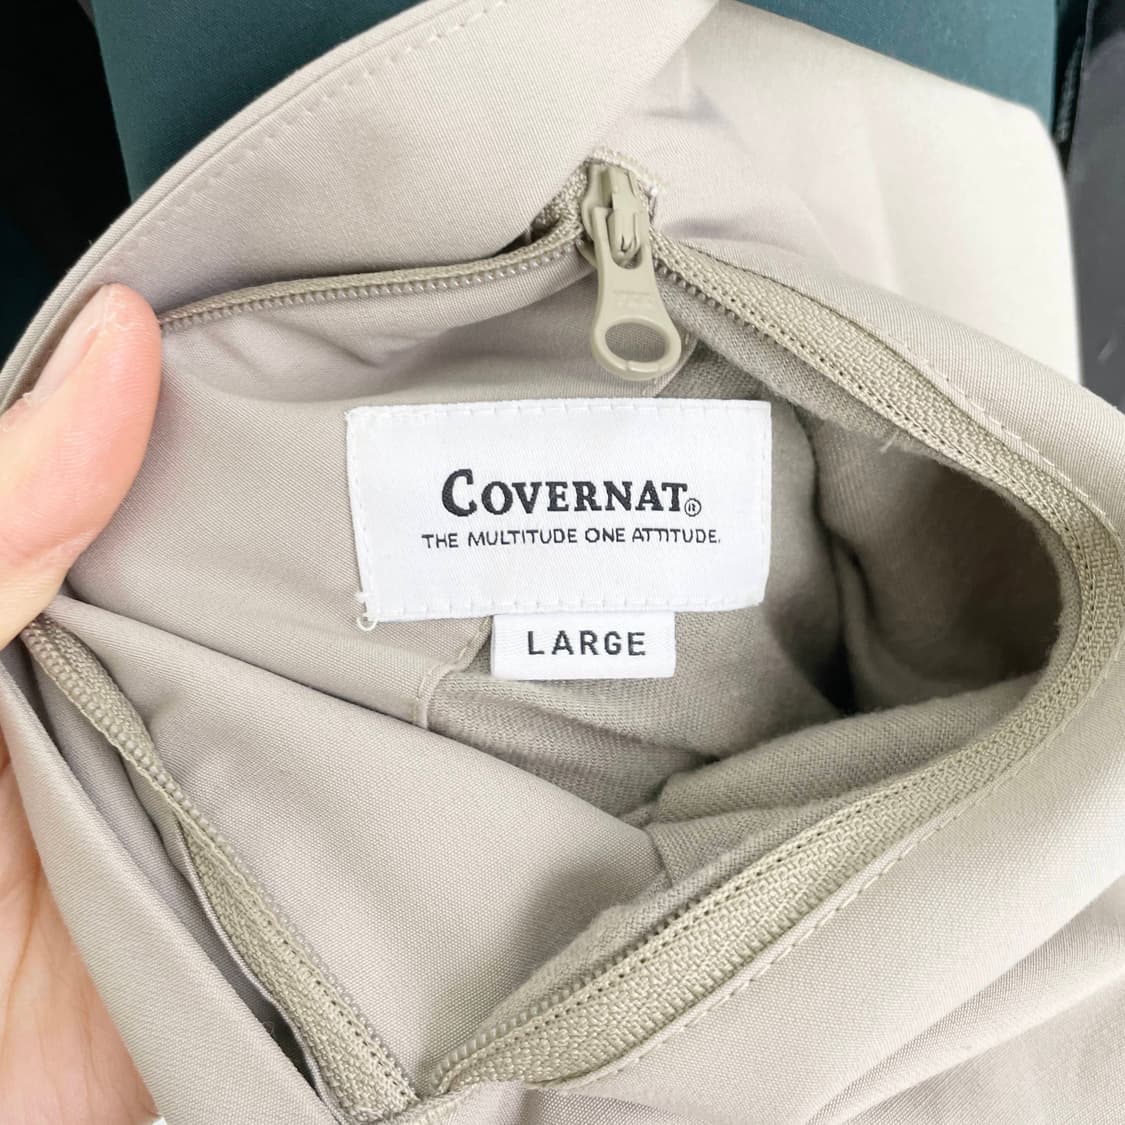 COVERNAT®
THE MULTITUDE ONE ATTITUDE.
LARGE